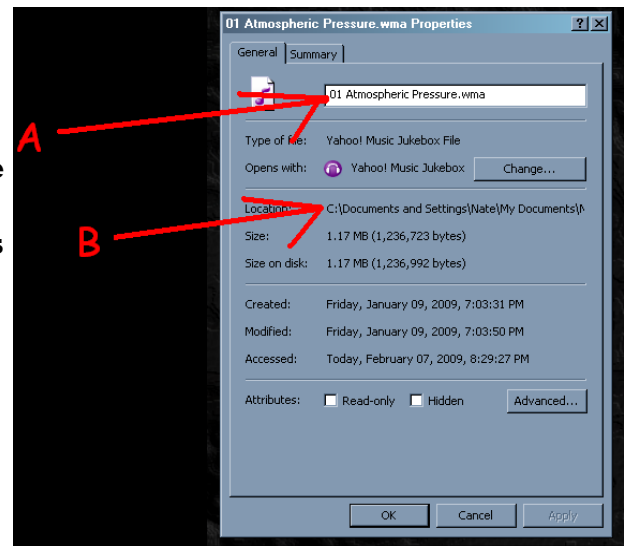 01 Atmospheric Pressure.wma Properties
General Summary
01 Atmospheric Pressure.wma
A
Type of file: Yahoo! Music Jukebox File
Opens with: Yahoo! Music Jukebox Change...
Location: C:\Documents and Settings\Nate\My Documents\N
B
Size: 1.17 MB (1,236,723 bytes)
Size on disk: 1.17 MB (1,236,992 bytes)
Created: Friday, January 09, 2009, 7:03:31 PM
Modified: Friday, January 09, 2009, 7:03:50 PM
Accessed: Today, February 07, 2009, 8:29:27 PM
Attributes: Read-only Hidden Advanced...
OK Cancel Apply